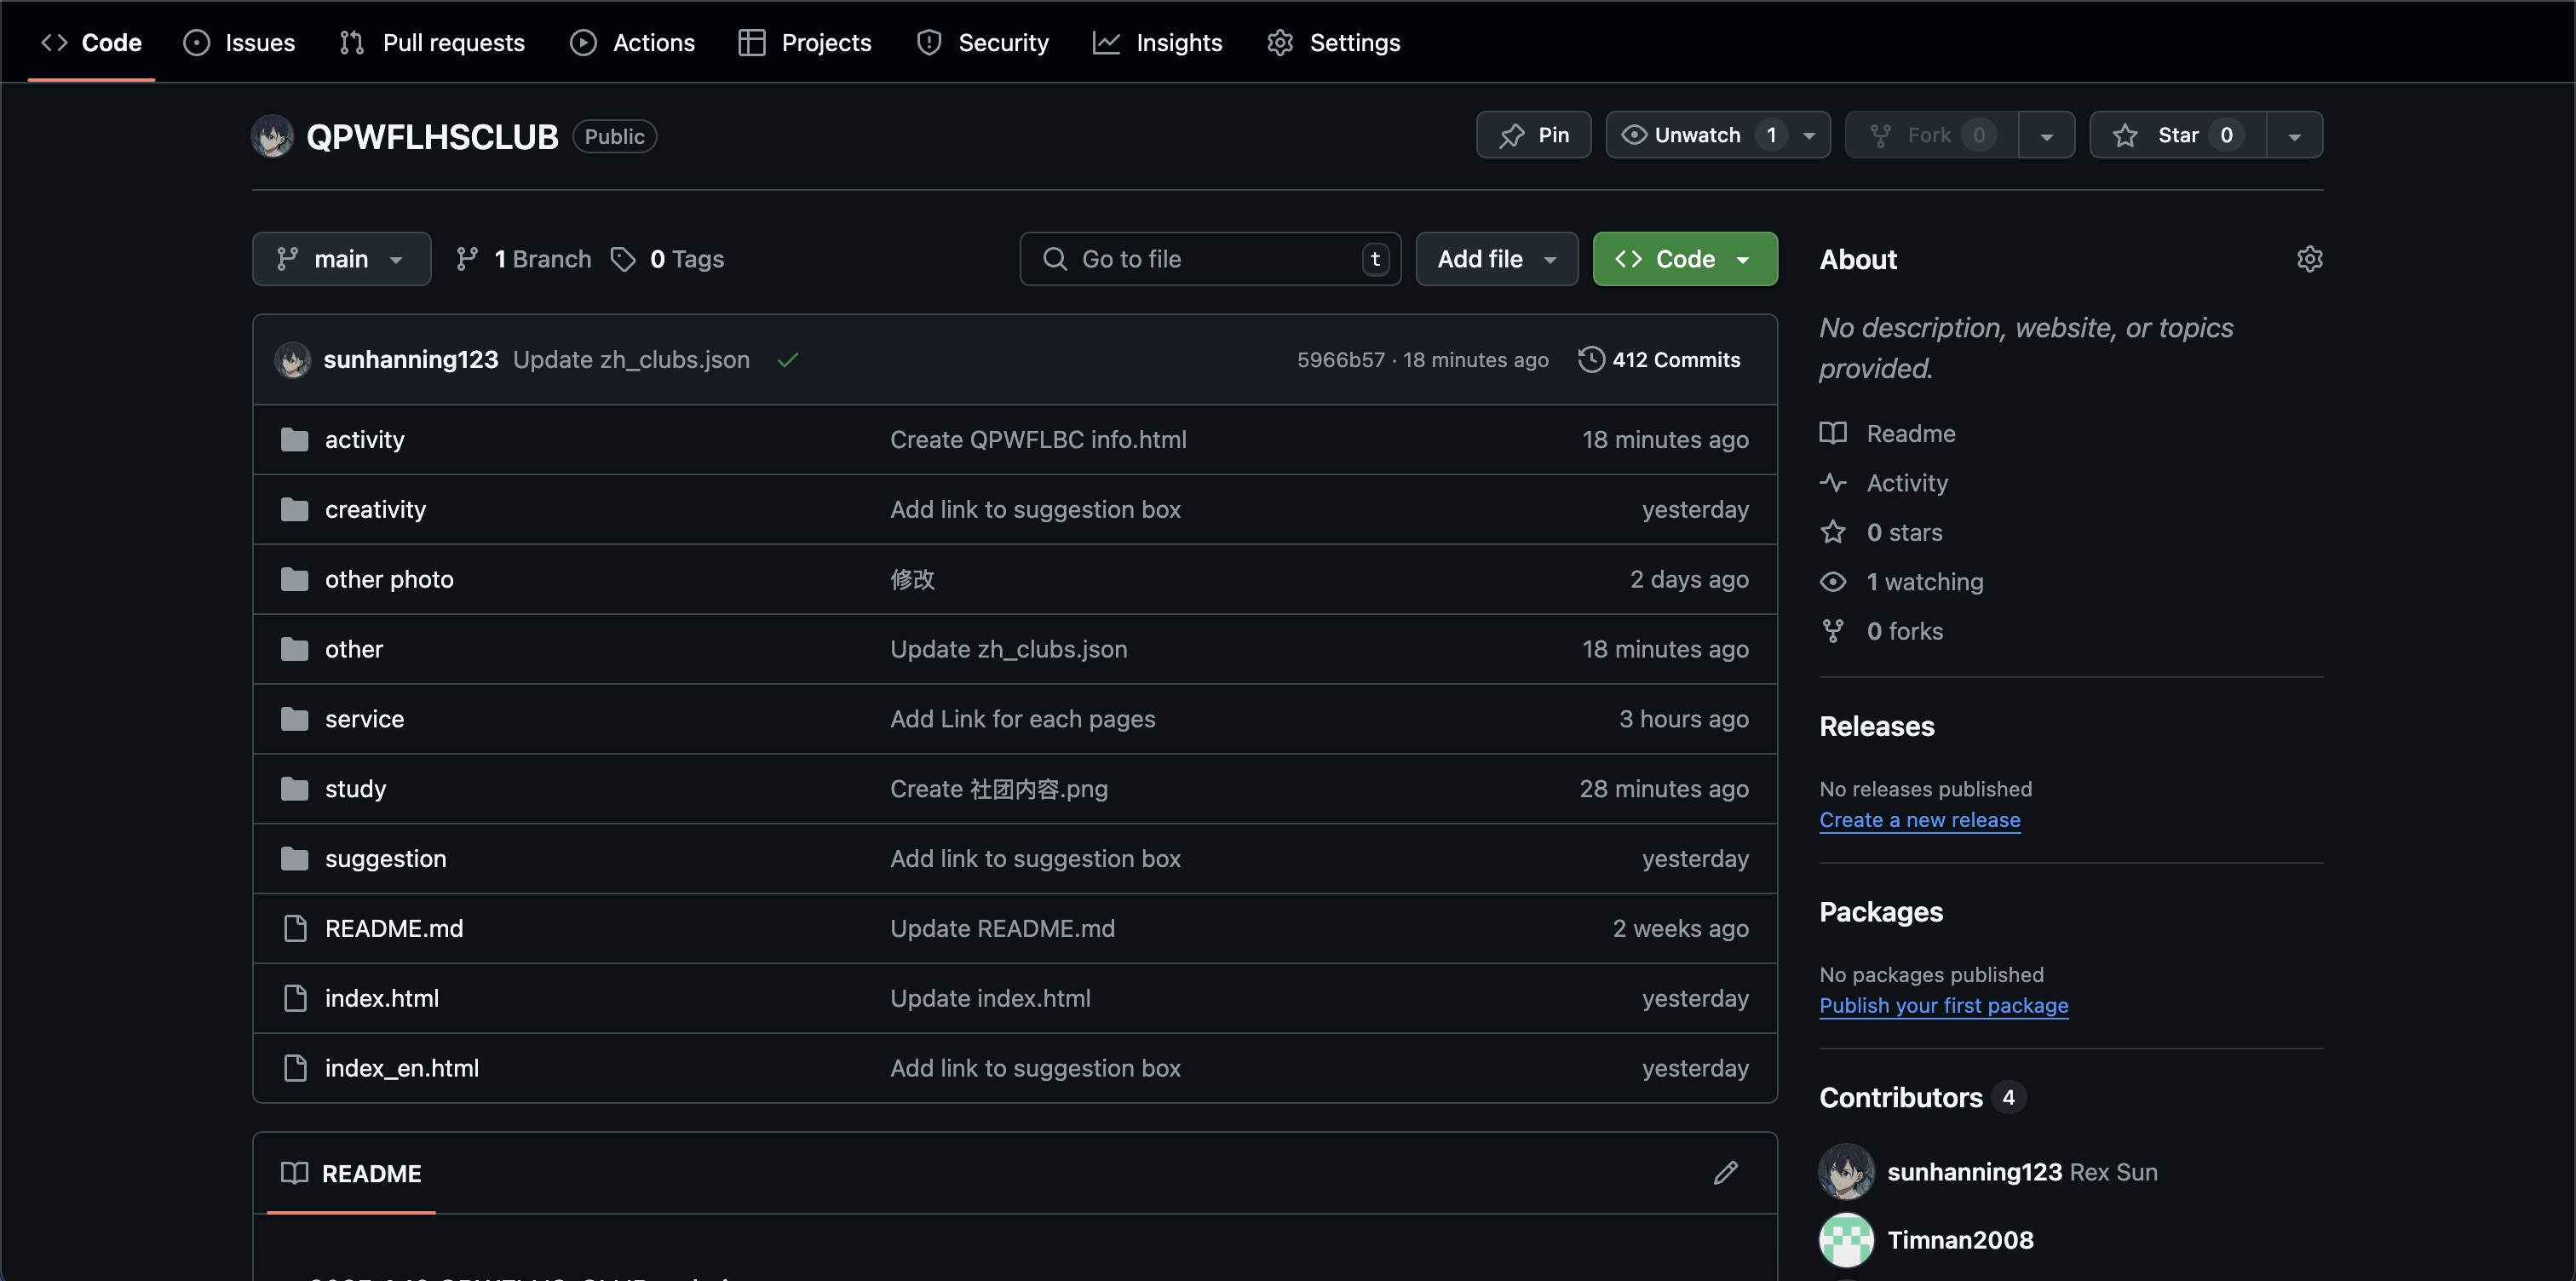 Code Issues Pull requests Actions Projects Security Insights Settings
QPWFLHSCLUB Public
Pin Unwatch 1 Fork 0 Star 0
main 1 Branch 0 Tags Go to file t Add file Code
sunhanning123 Update zh_clubs.json 5966b57 · 18 minutes ago 412 Commits
activity Create QPWFLBC info.html 18 minutes ago
creativity Add link to suggestion box yesterday
other photo 修改 2 days ago
other Update zh_clubs.json 18 minutes ago
service Add Link for each pages 3 hours ago
study Create 社团内容.png 28 minutes ago
suggestion Add link to suggestion box yesterday
README.md Update README.md 2 weeks ago
index.html Update index.html yesterday
index_en.html Add link to suggestion box yesterday
README
About
No description, website, or topics
provided.
Readme
Activity
0 stars
1 watching
0 forks
Releases
No releases published
Create a new release
Packages
No packages published
Publish your first package
Contributors 4
sunhanning123 Rex Sun
Timnan2008